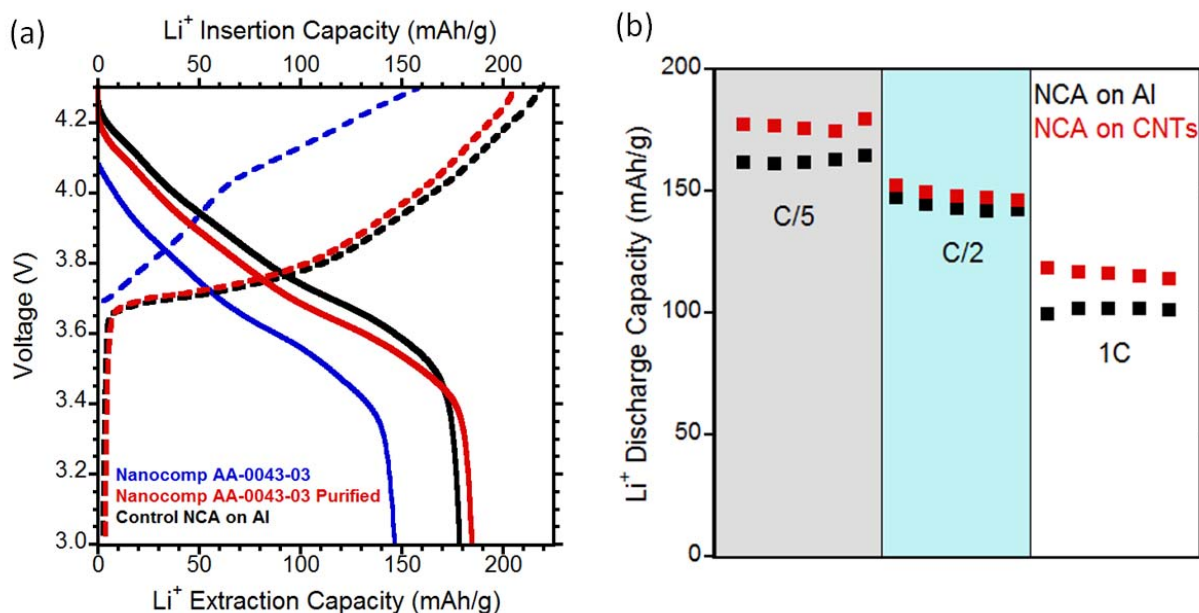 (a)
Li⁺ Insertion Capacity (mAh/g)
0 50 100 150 200
Voltage (V)
4.2
4.0
3.8
3.6
3.4
3.2
3.0
Nanocomp AA-0043-03
Nanocomp AA-0043-03 Purified
Control NCA on Al
0 50 100 150 200
Li⁺ Extraction Capacity (mAh/g)
(b)
Li⁺ Discharge Capacity (mAh/g)
200
150
100
50
0
NCA on Al
NCA on CNTs
C/5
C/2
1C